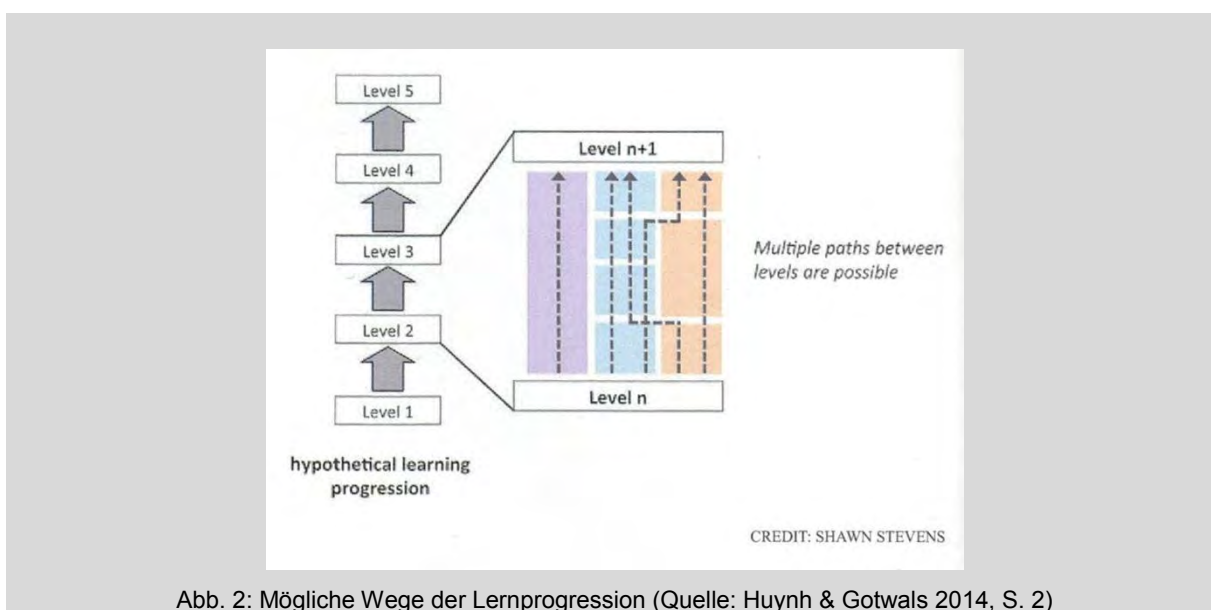 Level 5
Level 4
Level 3
Level 2
Level 1
hypothetical learning
progression
Level n+1
Level n
Multiple paths between
levels are possible
CREDIT: SHAWN STEVENS
Abb. 2: Mögliche Wege der Lernprogression (Quelle: Huynh & Gotwals 2014, S. 2)